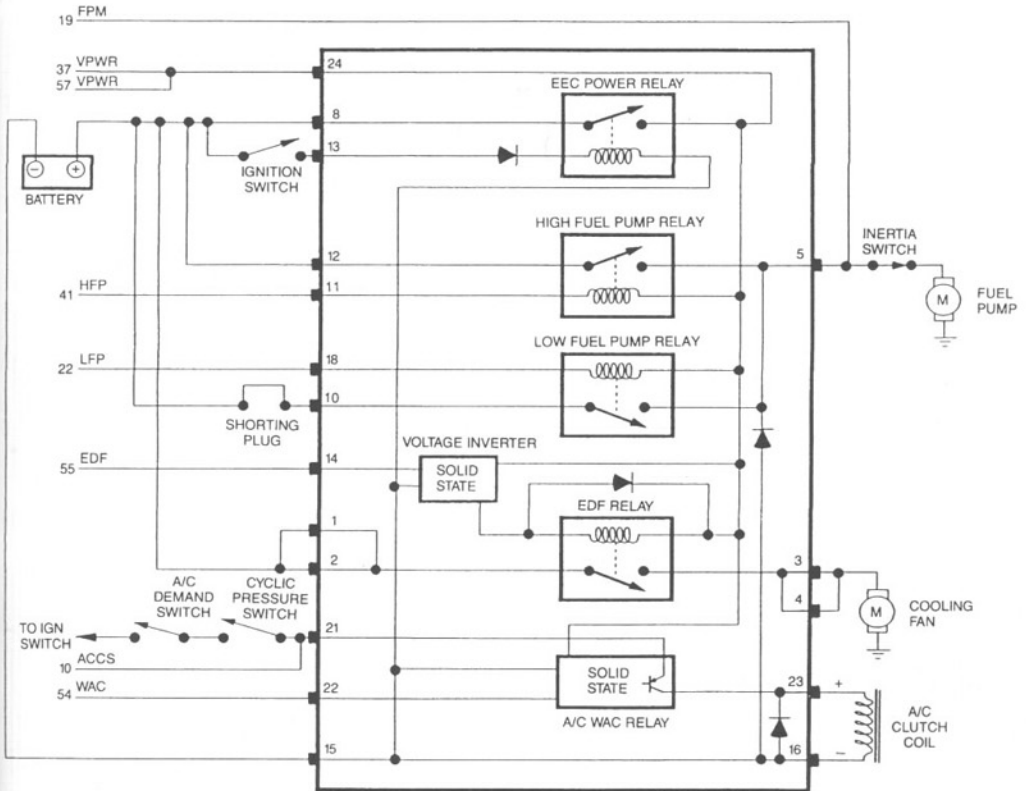 19 FPM
37 VPWR
57 VPWR
24
EEC POWER RELAY
8
13
− +
BATTERY
IGNITION
SWITCH
HIGH FUEL PUMP RELAY
12
5
INERTIA
SWITCH
41 HFP
11
M
FUEL
PUMP
LOW FUEL PUMP RELAY
22 LFP
18
10
SHORTING
PLUG
VOLTAGE INVERTER
55 EDF
14
SOLID
STATE
EDF RELAY
1
2
3
4
A/C
DEMAND
SWITCH
CYCLIC
PRESSURE
SWITCH
M
COOLING
FAN
TO IGN
SWITCH
21
10 ACCS
54 WAC
22
SOLID
STATE
A/C WAC RELAY
23
+
A/C
CLUTCH
COIL
15
16
−